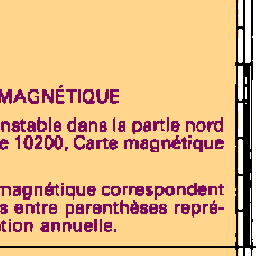 MAGNÉTIQUE
nstable dans la partie nord
e 10200, Carte magnétique
magnétique correspondent
s entre parenthèses repré-
tion annuelle.